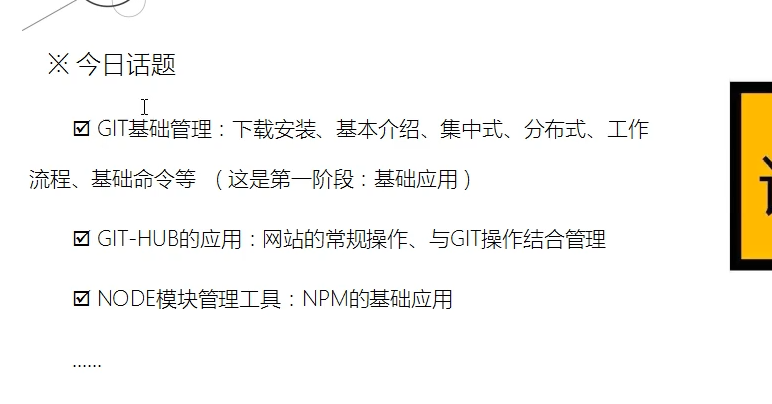 ※ 今日话题
☑ GIT基础管理：下载安装、基本介绍、集中式、分布式、工作
流程、基础命令等 （这是第一阶段：基础应用）
☑ GIT-HUB的应用：网站的常规操作、与GIT操作结合管理
☑ NODE模块管理工具：NPM的基础应用
……